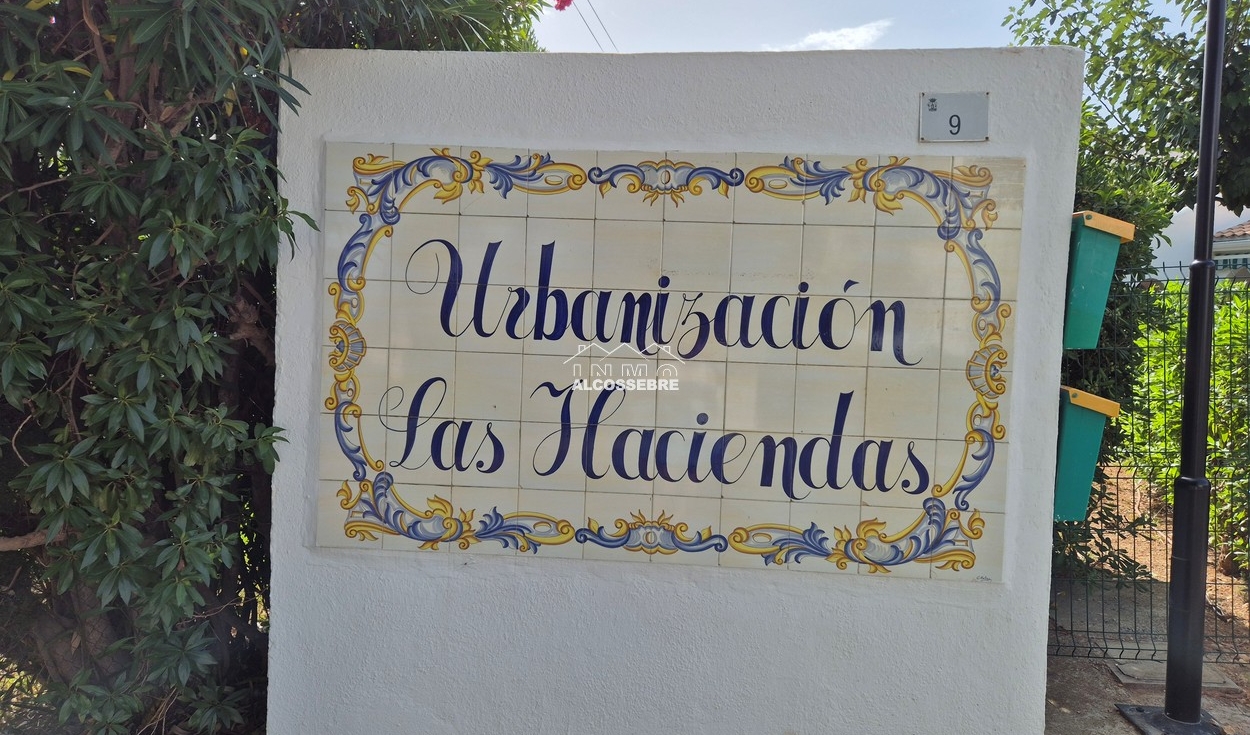 9
Urbanización
INMO
ALCOSSEBRE
Las Haciendas